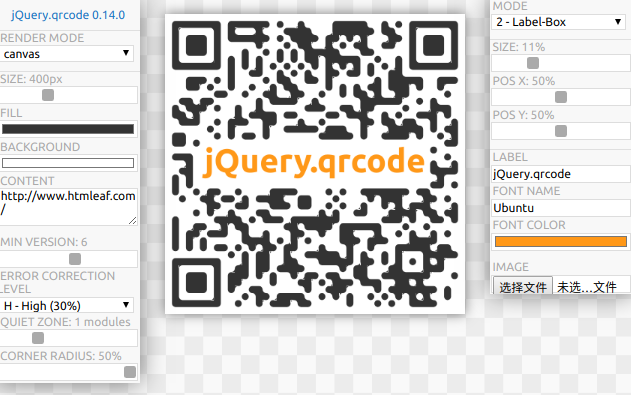 jQuery.qrcode 0.14.0
RENDER MODE
canvas
SIZE: 400px
FILL
BACKGROUND
CONTENT
http://www.htmleaf.com
/
MIN VERSION: 6
ERROR CORRECTION
LEVEL
H - High (30%)
QUIET ZONE: 1 modules
CORNER RADIUS: 50%
jQuery.qrcode
MODE
2 - Label-Box
SIZE: 11%
POS X: 50%
POS Y: 50%
LABEL
jQuery.qrcode
FONT NAME
Ubuntu
FONT COLOR
IMAGE
选择文件 未选...文件